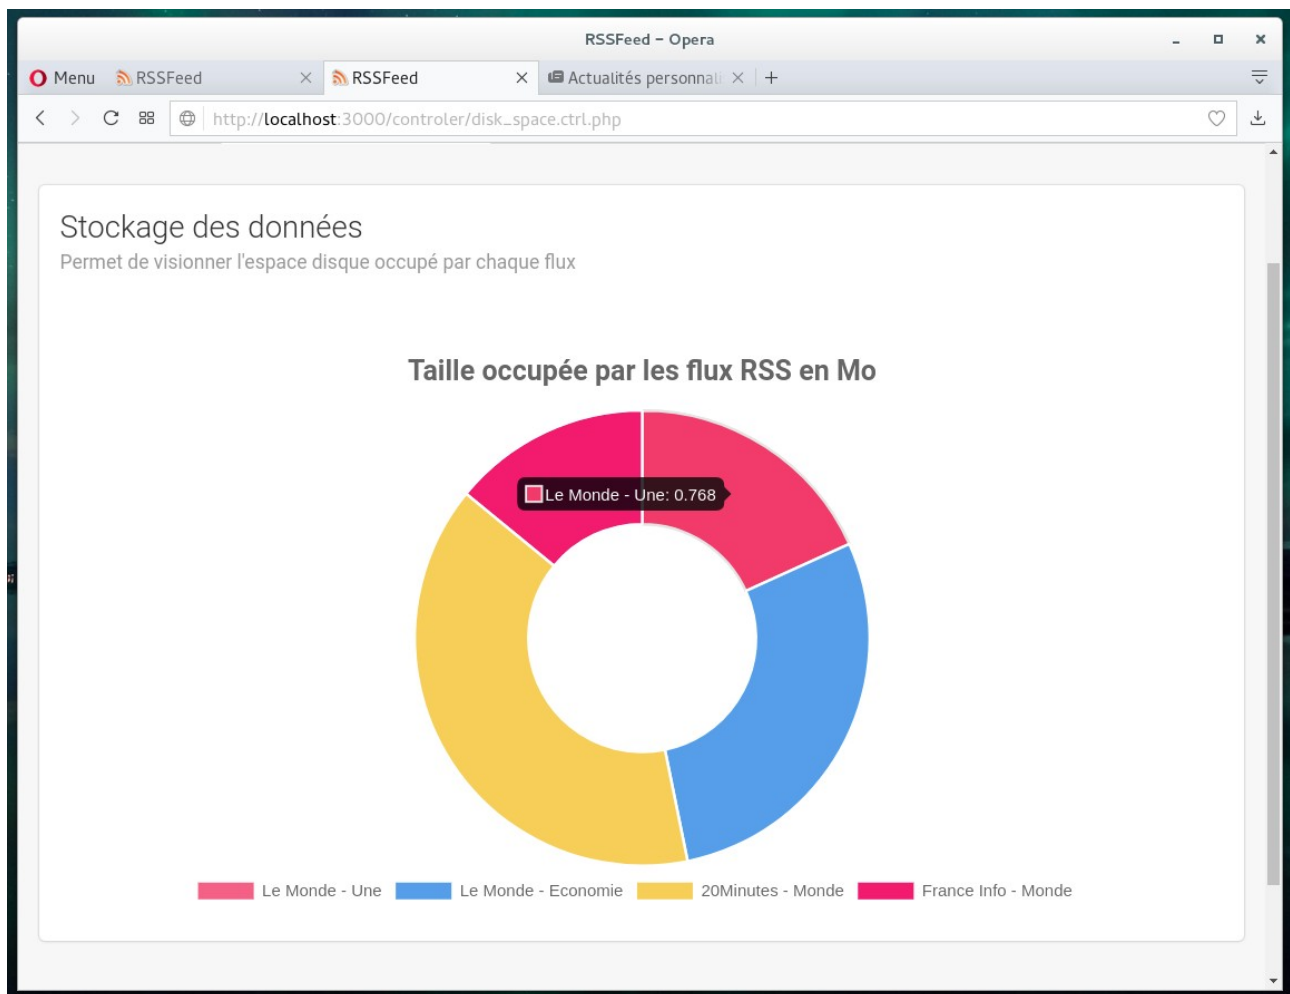 RSSFeed - Opera
Menu RSSFeed RSSFeed Actualités personnali
http://localhost:3000/controler/disk_space.ctrl.php
Stockage des données
Permet de visionner l'espace disque occupé par chaque flux
Taille occupée par les flux RSS en Mo
Le Monde - Une: 0.768
Le Monde - Une Le Monde - Economie 20Minutes - Monde France Info - Monde